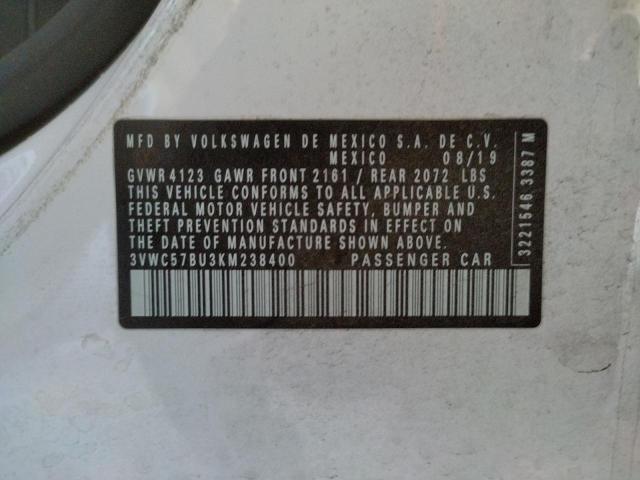 MFD BY VOLKSWAGEN DE MEXICO S.A. DE C.V.
MEXICO 08/19
GVWR 4123 GAWR FRONT 2161 / REAR 2072 LBS
THIS VEHICLE CONFORMS TO ALL APPLICABLE U.S.
FEDERAL MOTOR VEHICLE SAFETY, BUMPER AND
THEFT PREVENTION STANDARDS IN EFFECT ON
THE DATE OF MANUFACTURE SHOWN ABOVE.
3VWC57BU3KM238400 PASSENGER CAR
3221546 3387 M